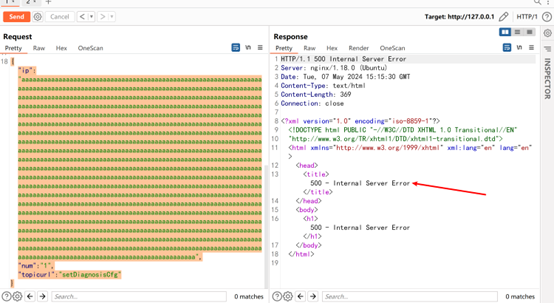 Send
Cancel
Target: http://127.0.0.1
HTTP/1
Request
Pretty
Raw
Hex
OneScan
18
{
"ip":
"num":"1",
"topicurl":"setDiagnosisCfg"
}
Search...
0 matches
Response
Pretty
Raw
Hex
Render
OneScan
1 HTTP/1.1 500 Internal Server Error
2 Server: nginx/1.18.0 (Ubuntu)
3 Date: Tue, 07 May 2024 15:15:30 GMT
4 Content-Type: text/html
5 Content-Length: 369
6 Connection: close
7
8 <?xml version="1.0" encoding="iso-8859-1"?>
9 <!DOCTYPE html PUBLIC "-//W3C//DTD XHTML 1.0 Transitional//EN"
10 "http://www.w3.org/TR/xhtml1/DTD/xhtml1-transitional.dtd">
11 <html xmlns="http://www.w3.org/1999/xhtml" xml:lang="en" lang="en"
>
12 <head>
13 <title>
500 - Internal Server Error
</title>
14 </head>
15 <body>
16 <h1>
500 - Internal Server Error
</h1>
17 </body>
18 </html>
19
Search...
0 matches
INSPECTOR